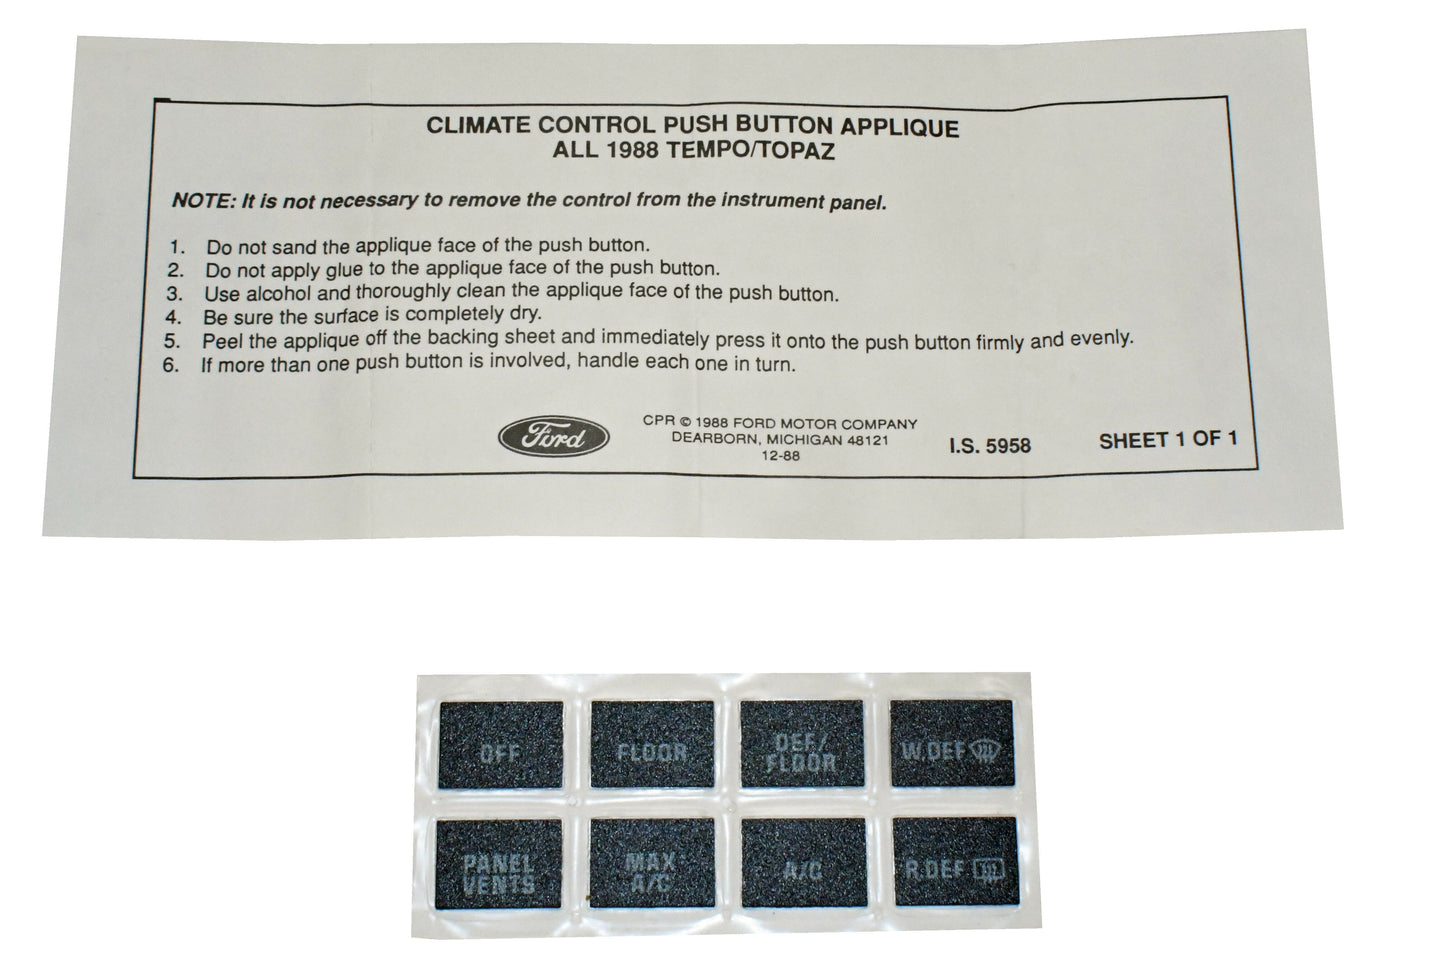 CLIMATE CONTROL PUSH BUTTON APPLIQUE
ALL 1988 TEMPO/TOPAZ
NOTE: It is not necessary to remove the control from the instrument panel.
1. Do not sand the applique face of the push button.
2. Do not apply glue to the applique face of the push button.
3. Use alcohol and thoroughly clean the applique face of the push button.
4. Be sure the surface is completely dry.
5. Peel the applique off the backing sheet and immediately press it onto the push button firmly and evenly.
6. If more than one push button is involved, handle each one in turn.
Ford
CPR © 1988 FORD MOTOR COMPANY
DEARBORN, MICHIGAN 48121
12-88
I.S. 5958
SHEET 1 OF 1
OFF
FLOOR
DEF/
FLOOR
W.DEF
PANEL
VENTS
MAX
A/C
A/C
R.DEF